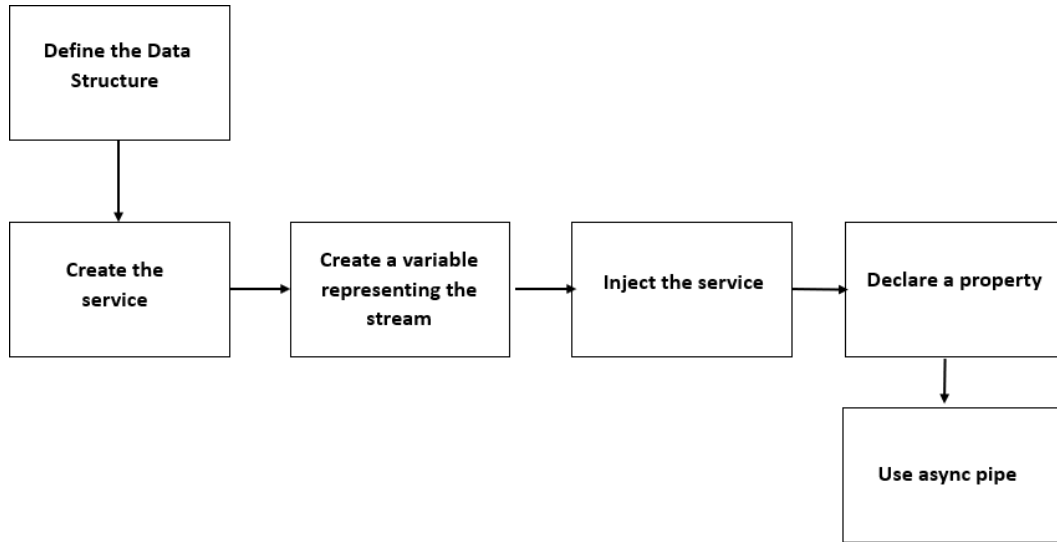 Define the Data
Structure
Create the
service
Create a variable
representing the
stream
Inject the service
Declare a property
Use async pipe